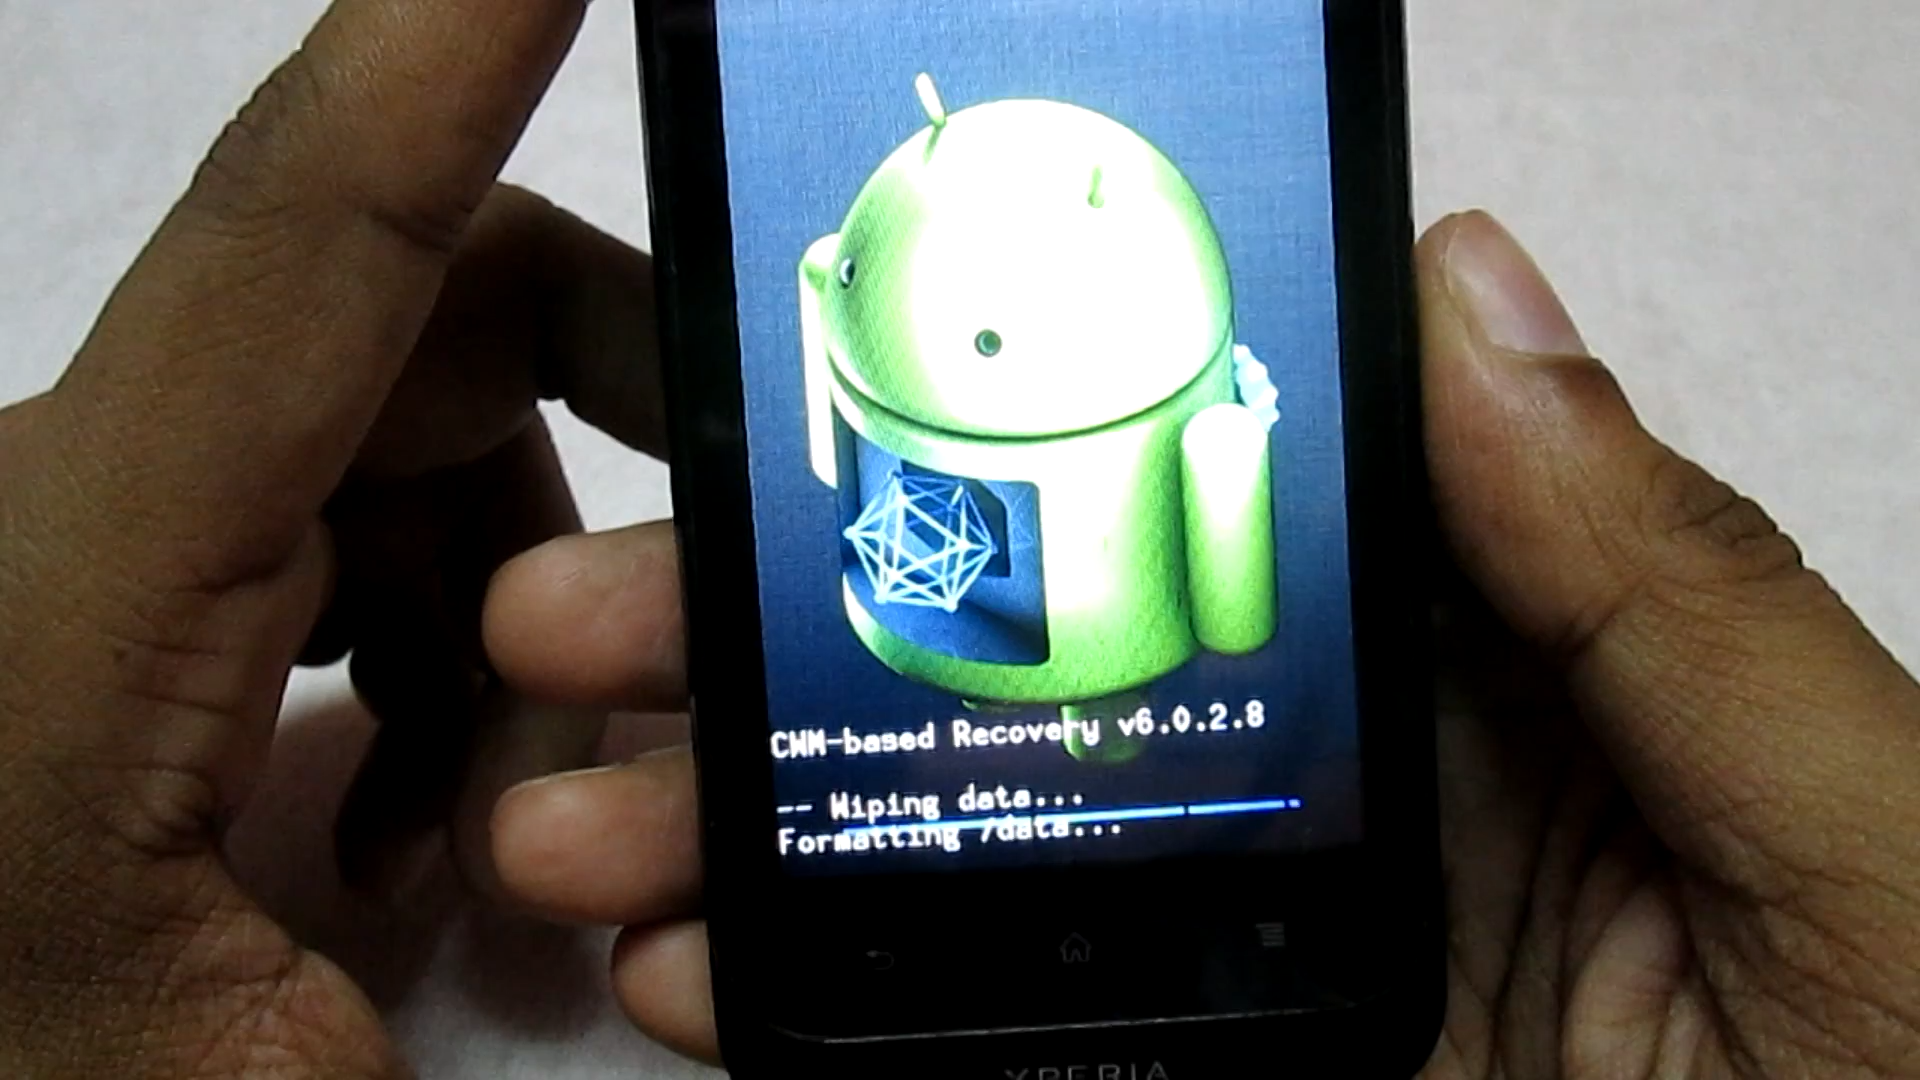 CWM-based Recovery v6.0.2.8
-- Wiping data...
Formatting /data...
XPERIA